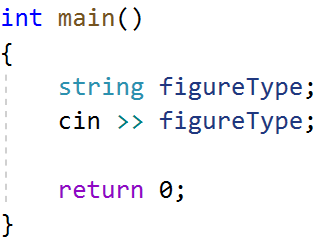 int main()
{
    string figureType;
    cin >> figureType;

    return 0;
}